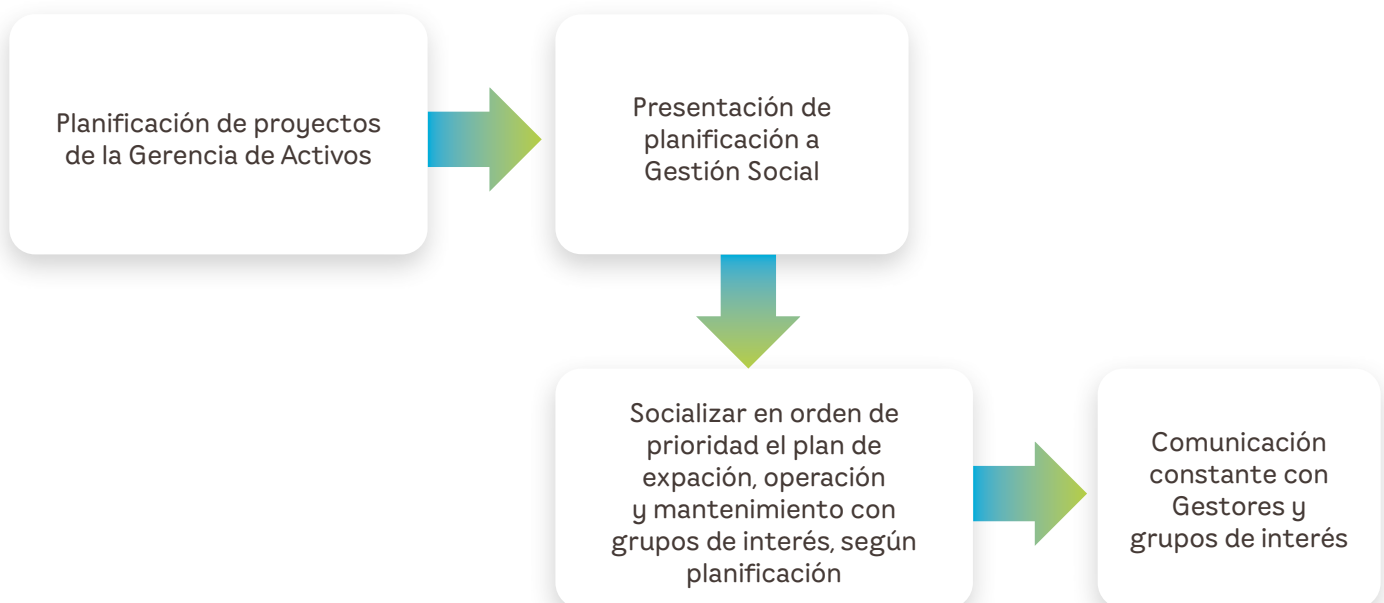 Planificación de proyectos
de la Gerencia de Activos
Presentación de
planificación a
Gestión Social
Socializar en orden de
prioridad el plan de
expación, operación
y mantenimiento con
grupos de interés, según
planificación
Comunicación
constante con
Gestores y
grupos de interés